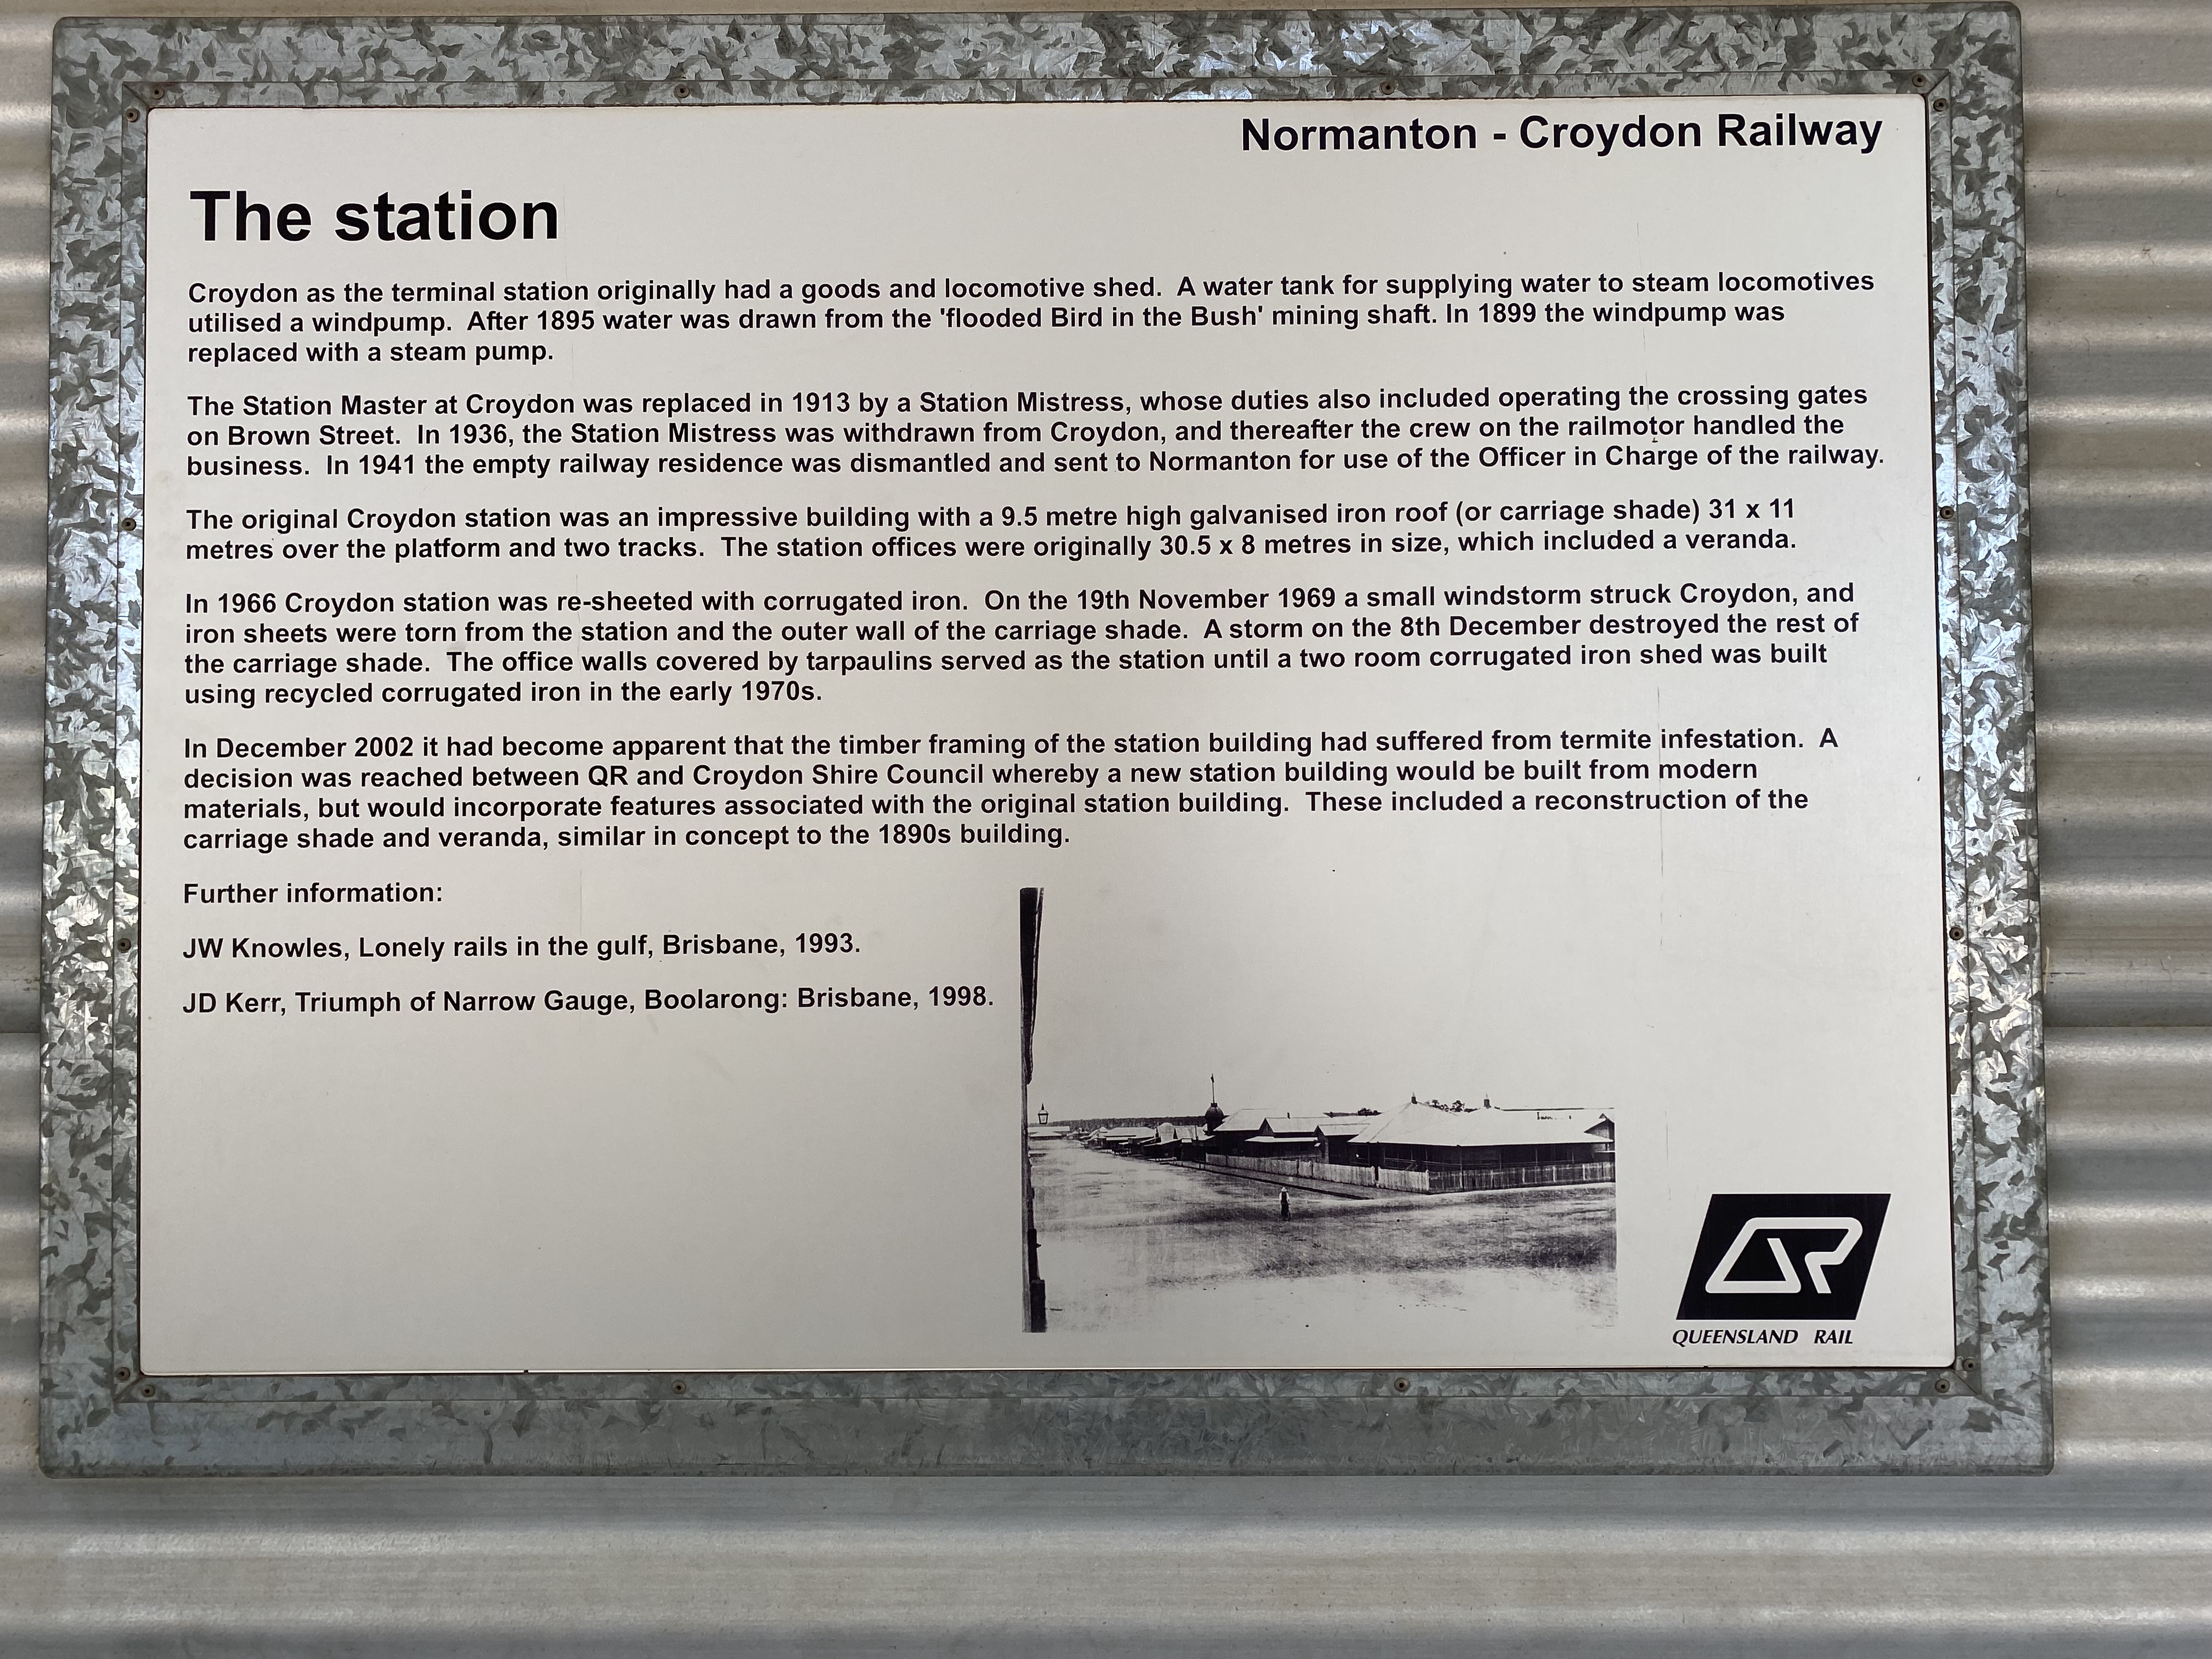 Normanton - Croydon Railway
The station
Croydon as the terminal station originally had a goods and locomotive shed.  A water tank for supplying water to steam locomotives
utilised a windpump.  After 1895 water was drawn from the 'flooded Bird in the Bush' mining shaft. In 1899 the windpump was
replaced with a steam pump.
The Station Master at Croydon was replaced in 1913 by a Station Mistress, whose duties also included operating the crossing gates
on Brown Street.  In 1936, the Station Mistress was withdrawn from Croydon, and thereafter the crew on the railmotor handled the
business.  In 1941 the empty railway residence was dismantled and sent to Normanton for use of the Officer in Charge of the railway.
The original Croydon station was an impressive building with a 9.5 metre high galvanised iron roof (or carriage shade) 31 x 11
metres over the platform and two tracks.  The station offices were originally 30.5 x 8 metres in size, which included a veranda.
In 1966 Croydon station was re-sheeted with corrugated iron.  On the 19th November 1969 a small windstorm struck Croydon, and
iron sheets were torn from the station and the outer wall of the carriage shade.  A storm on the 8th December destroyed the rest of
the carriage shade.  The office walls covered by tarpaulins served as the station until a two room corrugated iron shed was built
using recycled corrugated iron in the early 1970s.
In December 2002 it had become apparent that the timber framing of the station building had suffered from termite infestation.  A
decision was reached between QR and Croydon Shire Council whereby a new station building would be built from modern
materials, but would incorporate features associated with the original station building.  These included a reconstruction of the
carriage shade and veranda, similar in concept to the 1890s building.
Further information:
JW Knowles, Lonely rails in the gulf, Brisbane, 1993.
JD Kerr, Triumph of Narrow Gauge, Boolarong: Brisbane, 1998.
QR
QUEENSLAND RAIL